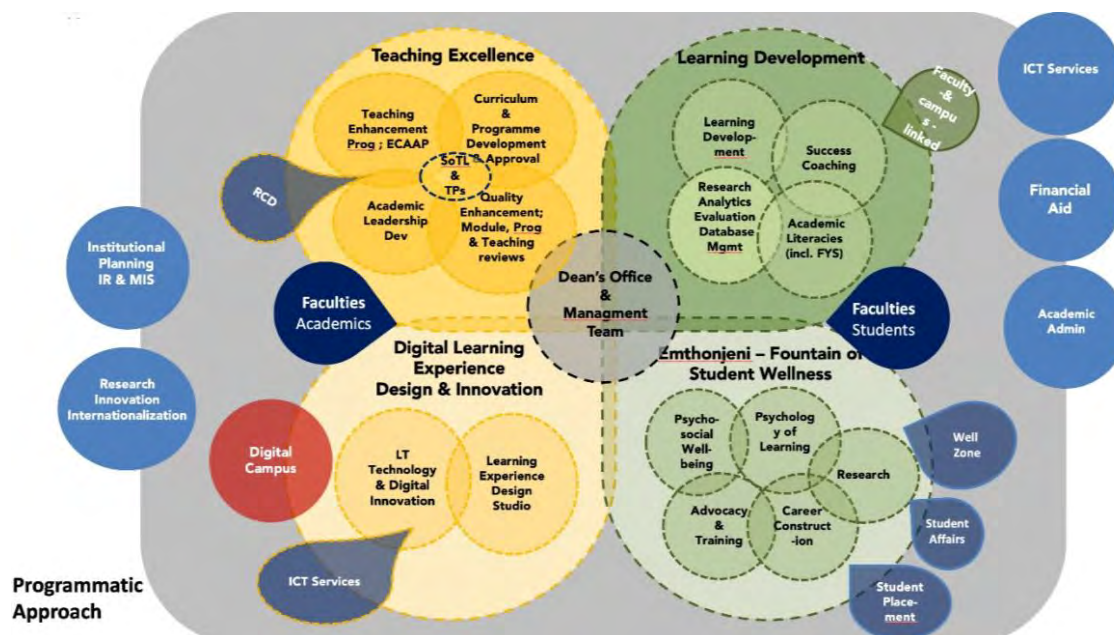 Teaching Excellence
Teaching
Enhancement
Prog ; ECAAP
Curriculum
&
Programme
Development
& Approval
SoTL
&
TPs
Academic
Leadership
Dev
Quality
Enhancement;
Module, Prog
& Teaching
reviews
RCD
Learning Development
Learning
Develop-
ment
Success
Coaching
Research
Analytics
Evaluation
Database
Mgmt
Academic
Literacies
(incl. FYS)
Faculty
-&
campu
s -
linked
ICT Services
Financial
Aid
Academic
Admin
Institutional
Planning
IR & MIS
Research
Innovation
Internationalization
Faculties
Academics
Dean's Office
&
Managment
Team
Faculties
Students
Digital Learning
Experience
Design & Innovation
Digital
Campus
LT
Technology
& Digital
Innovation
Learning
Experience
Design
Studio
ICT Services
Emthonjeni – Fountain of
Student Wellness
Psycho-
social
Well-
being
Psycholog
y of
Learning
Research
Advocacy
&
Training
Career
Construct
-ion
Well
Zone
Student
Affairs
Student
Place-
ment
Programmatic
Approach